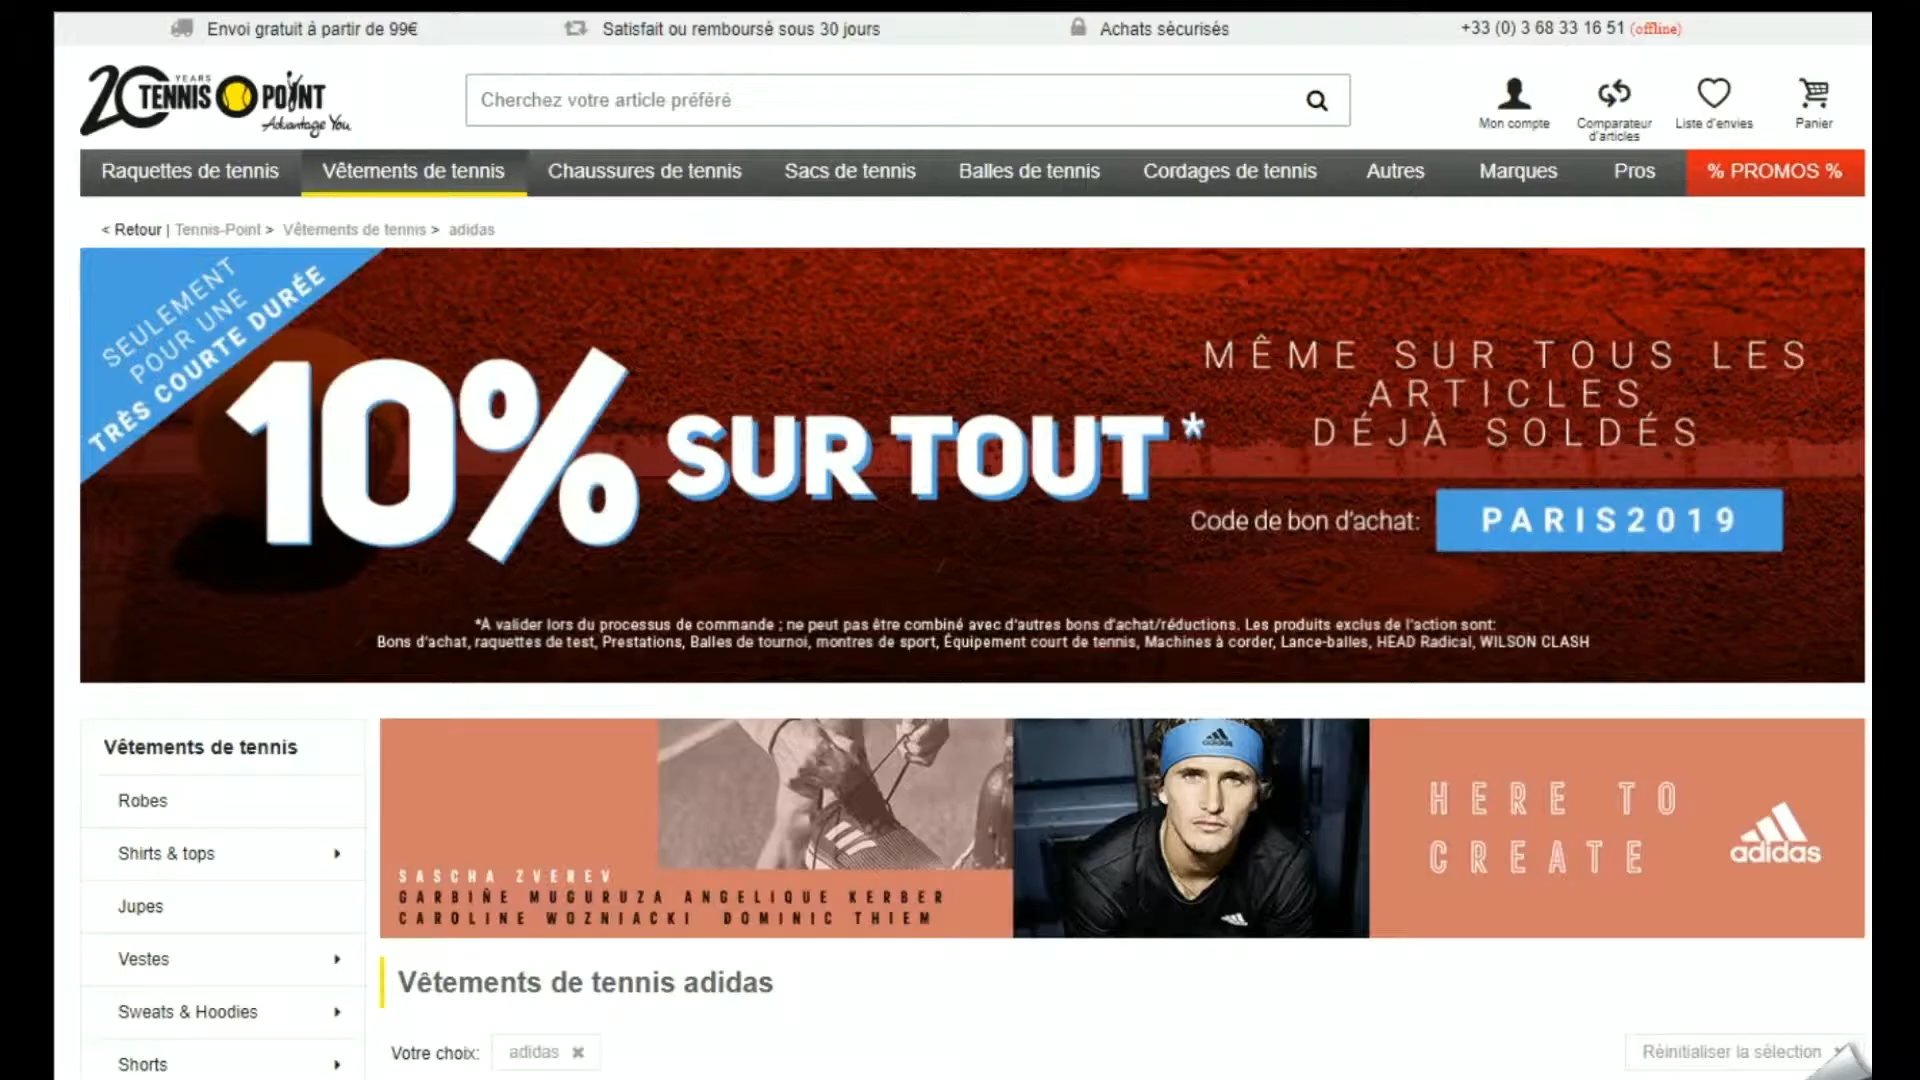 Envoi gratuit à partir de 99€
Satisfait ou remboursé sous 30 jours
Achats sécurisés
+33 (0) 3 68 33 16 51 (offline)
20 YEARS TENNIS POINT
Advantage You
Cherchez votre article préféré
Mon compte
Comparateur
d'articles
Liste d'envies
Panier
Raquettes de tennis
Vêtements de tennis
Chaussures de tennis
Sacs de tennis
Balles de tennis
Cordages de tennis
Autres
Marques
Pros
% PROMOS %
< Retour | Tennis-Point > Vêtements de tennis > adidas
SEULEMENT
POUR UNE
TRÈS COURTE DURÉE
10% SUR TOUT*
MÊME SUR TOUS LES
ARTICLES
DÉJÀ SOLDÉS
Code de bon d'achat: PARIS2019
*À valider lors du processus de commande ; ne peut pas être combiné avec d'autres bons d'achat/réductions. Les produits exclus de l'action sont:
Bons d'achat, raquettes de test, Prestations, Balles de tournoi, montres de sport, Équipement court de tennis, Machines à corder, Lance-balles, HEAD Radical, WILSON CLASH
Vêtements de tennis
Robes
Shirts & tops
Jupes
Vestes
Sweats & Hoodies
Shorts
SASCHA ZVEREV
GARBIÑE MUGURUZA ANGELIQUE KERBER
CAROLINE WOZNIACKI DOMINIC THIEM
adidas
HERE TO
CREATE
adidas
Vêtements de tennis adidas
Votre choix: adidas ×
Réinitialiser la sélection